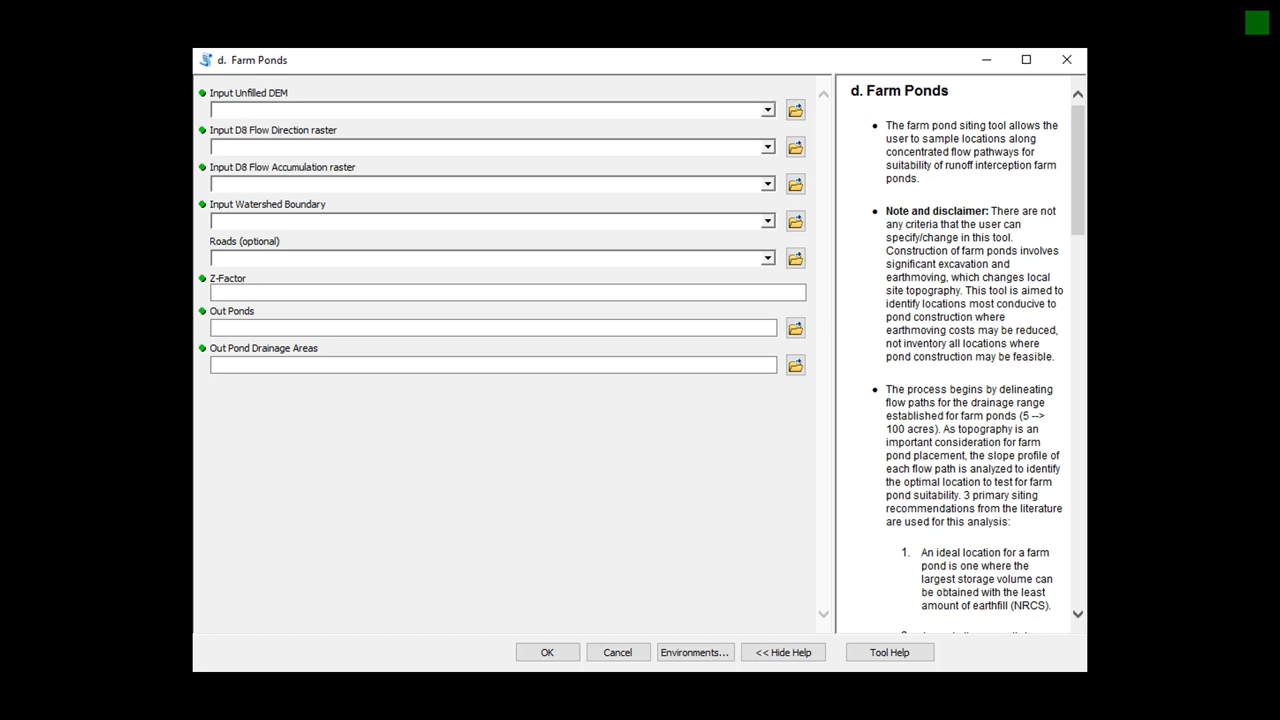 d. Farm Ponds
Input Unfilled DEM
Input D8 Flow Direction raster
Input D8 Flow Accumulation raster
Input Watershed Boundary
Roads (optional)
Z-Factor
Out Ponds
Out Pond Drainage Areas
d. Farm Ponds
• The farm pond siting tool allows the
user to sample locations along
concentrated flow pathways for
suitability of runoff interception farm
ponds.
• Note and disclaimer: There are not
any criteria that the user can
specify/change in this tool.
Construction of farm ponds involves
significant excavation and
earthmoving, which changes local
site topography. This tool is aimed to
identify locations most conducive to
pond construction where
earthmoving costs may be reduced,
not inventory all locations where
pond construction may be feasible.
• The process begins by delineating
flow paths for the drainage range
established for farm ponds (5 -->
100 acres). As topography is an
important consideration for farm
pond placement, the slope profile of
each flow path is analyzed to identify
the optimal location to test for farm
pond suitability. 3 primary siting
recommendations from the literature
are used for this analysis:
1. An ideal location for a farm
pond is one where the
largest storage volume can
be obtained with the least
amount of earthfill (NRCS).
OK
Cancel
Environments...
<< Hide Help
Tool Help